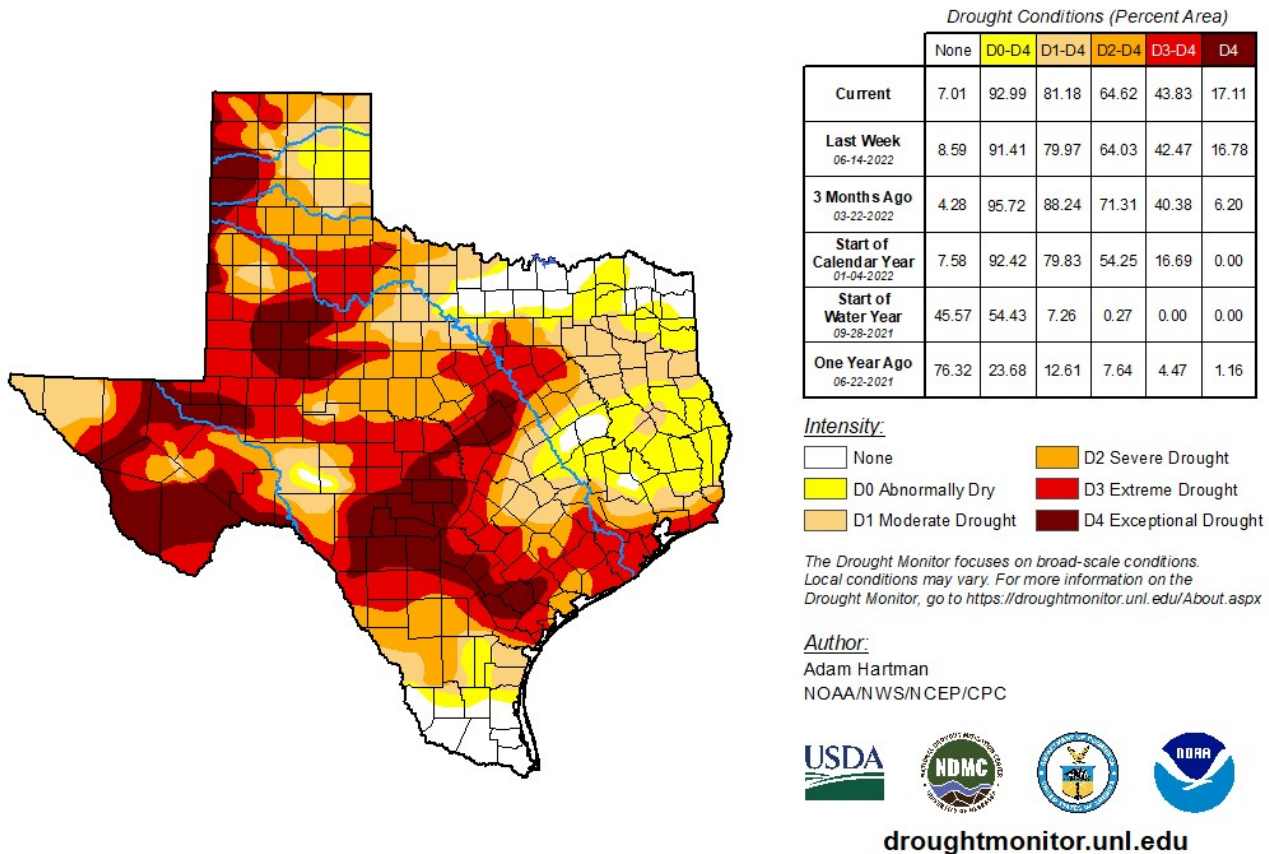 Drought Conditions (Percent Area)
None D0-D4 D1-D4 D2-D4 D3-D4 D4
Current 7.01 92.99 81.18 64.62 43.83 17.11
Last Week
06-14-2022
8.59 91.41 79.97 64.03 42.47 16.78
3 Months Ago
03-22-2022
4.28 95.72 88.24 71.31 40.38 6.20
Start of
Calendar Year
01-04-2022
7.58 92.42 79.83 54.25 16.69 0.00
Start of
Water Year
09-28-2021
45.57 54.43 7.26 0.27 0.00 0.00
One Year Ago
06-22-2021
76.32 23.68 12.61 7.64 4.47 1.16
Intensity:
None
D0 Abnormally Dry
D1 Moderate Drought
D2 Severe Drought
D3 Extreme Drought
D4 Exceptional Drought
The Drought Monitor focuses on broad-scale conditions.
Local conditions may vary. For more information on the
Drought Monitor, go to https://droughtmonitor.unl.edu/About.aspx
Author:
Adam Hartman
NOAA/NWS/NCEP/CPC
USDA
NDMC
NOAA
droughtmonitor.unl.edu